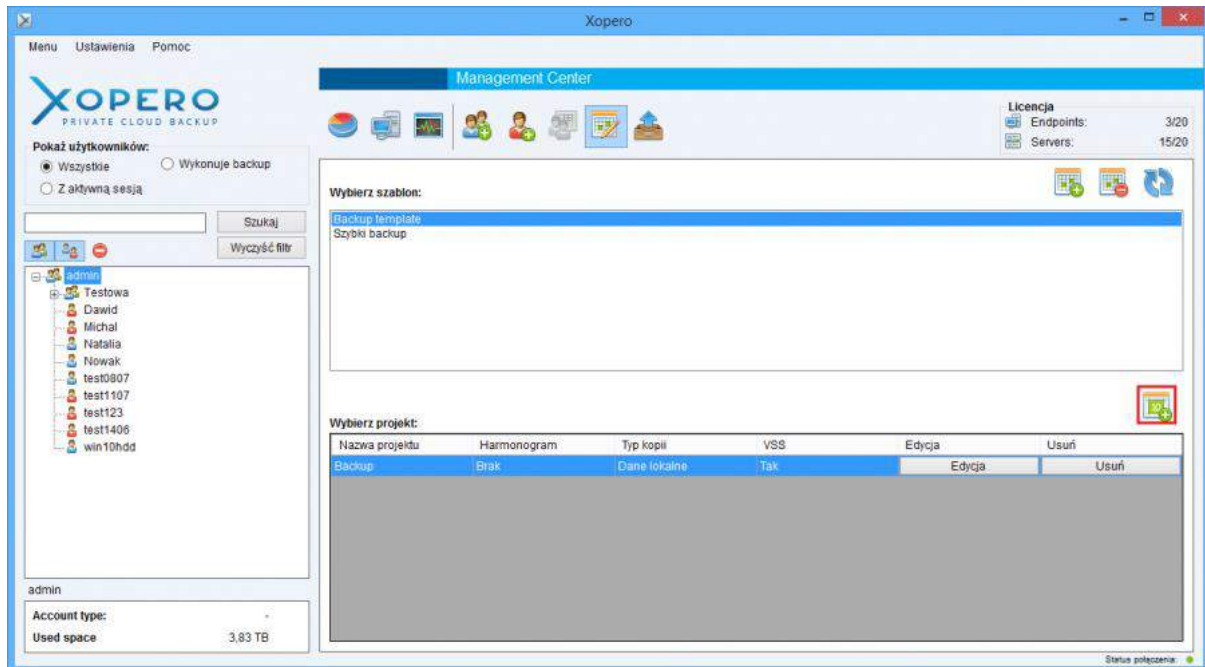 Xopero
Menu Ustawienia Pomoc
XOPERO
PRIVATE CLOUD BACKUP
Management Center
Licencja
Endpoints: 3/20
Servers: 15/20
Pokaż użytkowników:
Wszystkie Wykonuje backup
Z aktywną sesją
Szukaj
Wyczyść filtr
admin
Testowa
Dawid
Michal
Natalia
Nowak
test0807
test1107
test123
test1406
win10hdd
admin
Account type: -
Used space 3,83 TB
Wybierz szablon:
Backup template
Szybki backup
Wybierz projekt:
Nazwa projektu Harmonogram Typ kopii VSS Edycja Usuń
Backup Brak Dane lokalne Tak Edycja Usuń
Status połączenia: